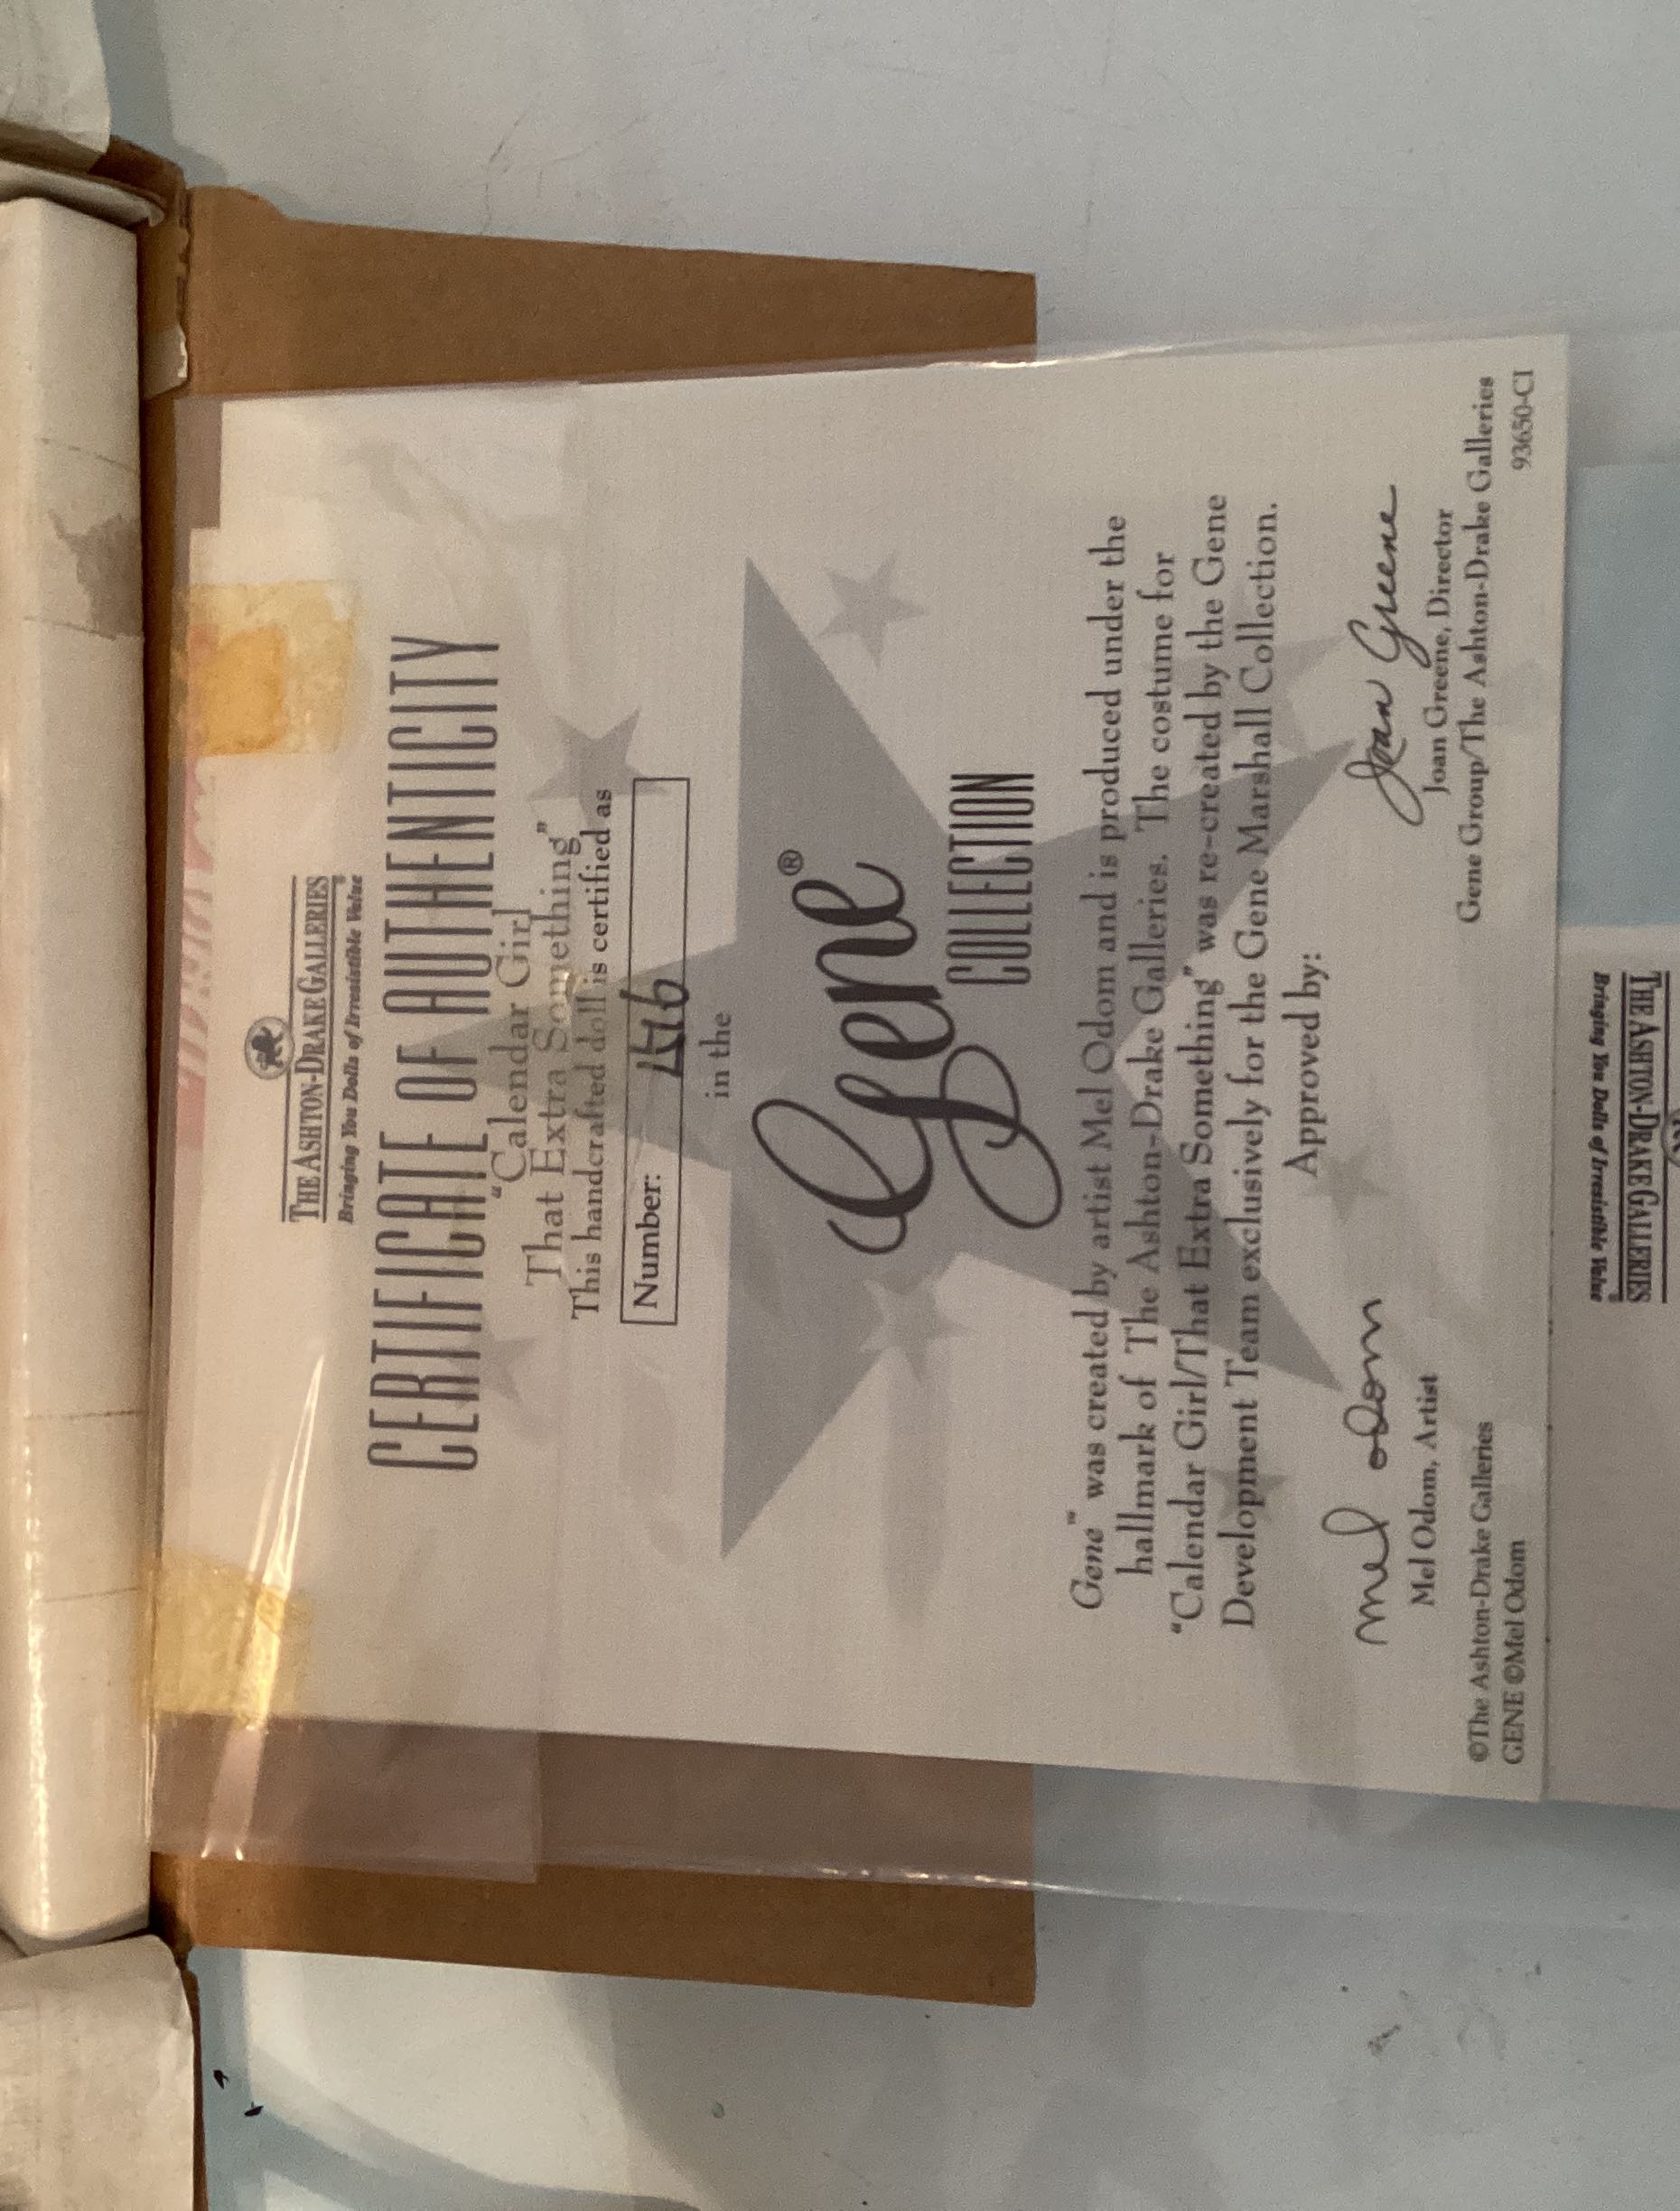 THE ASHTON-DRAKE GALLERIES
Bringing You Dolls of Irresistible Value
CERTIFICATE OF AUTHENTICITY
“Calendar Girl
That Extra Something”
This handcrafted doll is certified as
Number:
in the
Gene®
COLLECTION
Gene™ was created by artist Mel Odom and is produced under the
hallmark of The Ashton-Drake Galleries. The costume for
“Calendar Girl/That Extra Something” was re-created by the Gene
Development Team exclusively for the Gene Marshall Collection.
Approved by:
Mel Odom
Joan Greene
Mel Odom, Artist
Joan Greene, Director
Gene Group/The Ashton-Drake Galleries
©The Ashton-Drake Galleries
GENE ©Mel Odom
93650-CI
THE ASHTON-DRAKE GALLERIES
Bringing You Dolls of Irresistible Value